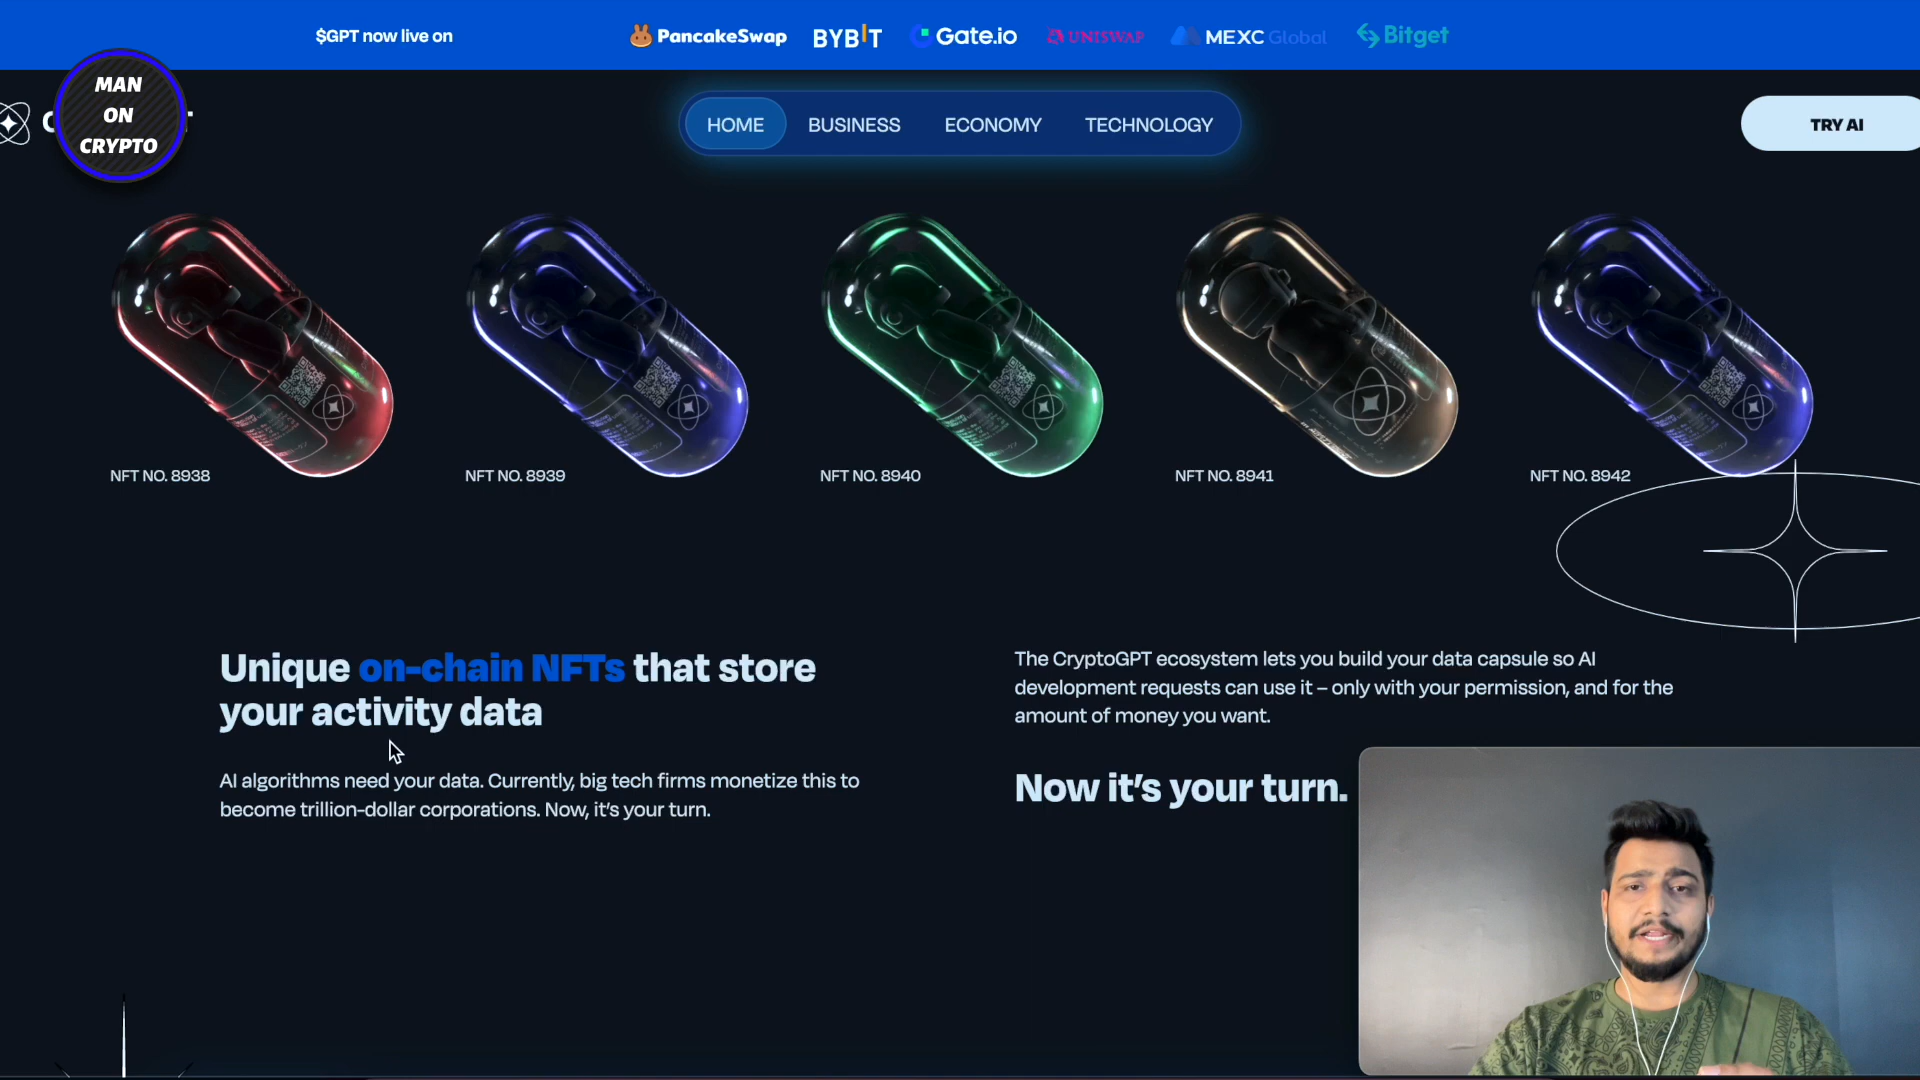 $GPT now live on
PancakeSwap
BYBIT
Gate.io
UNISWAP
MEXC Global
Bitget
MAN
ON
CRYPTO
HOME
BUSINESS
ECONOMY
TECHNOLOGY
TRY AI
NFT NO. 8938
NFT NO. 8939
NFT NO. 8940
NFT NO. 8941
NFT NO. 8942
Unique on-chain NFTs that store
your activity data
AI algorithms need your data. Currently, big tech firms monetize this to
become trillion-dollar corporations. Now, it’s your turn.
The CryptoGPT ecosystem lets you build your data capsule so AI
development requests can use it – only with your permission, and for the
amount of money you want.
Now it’s your turn.